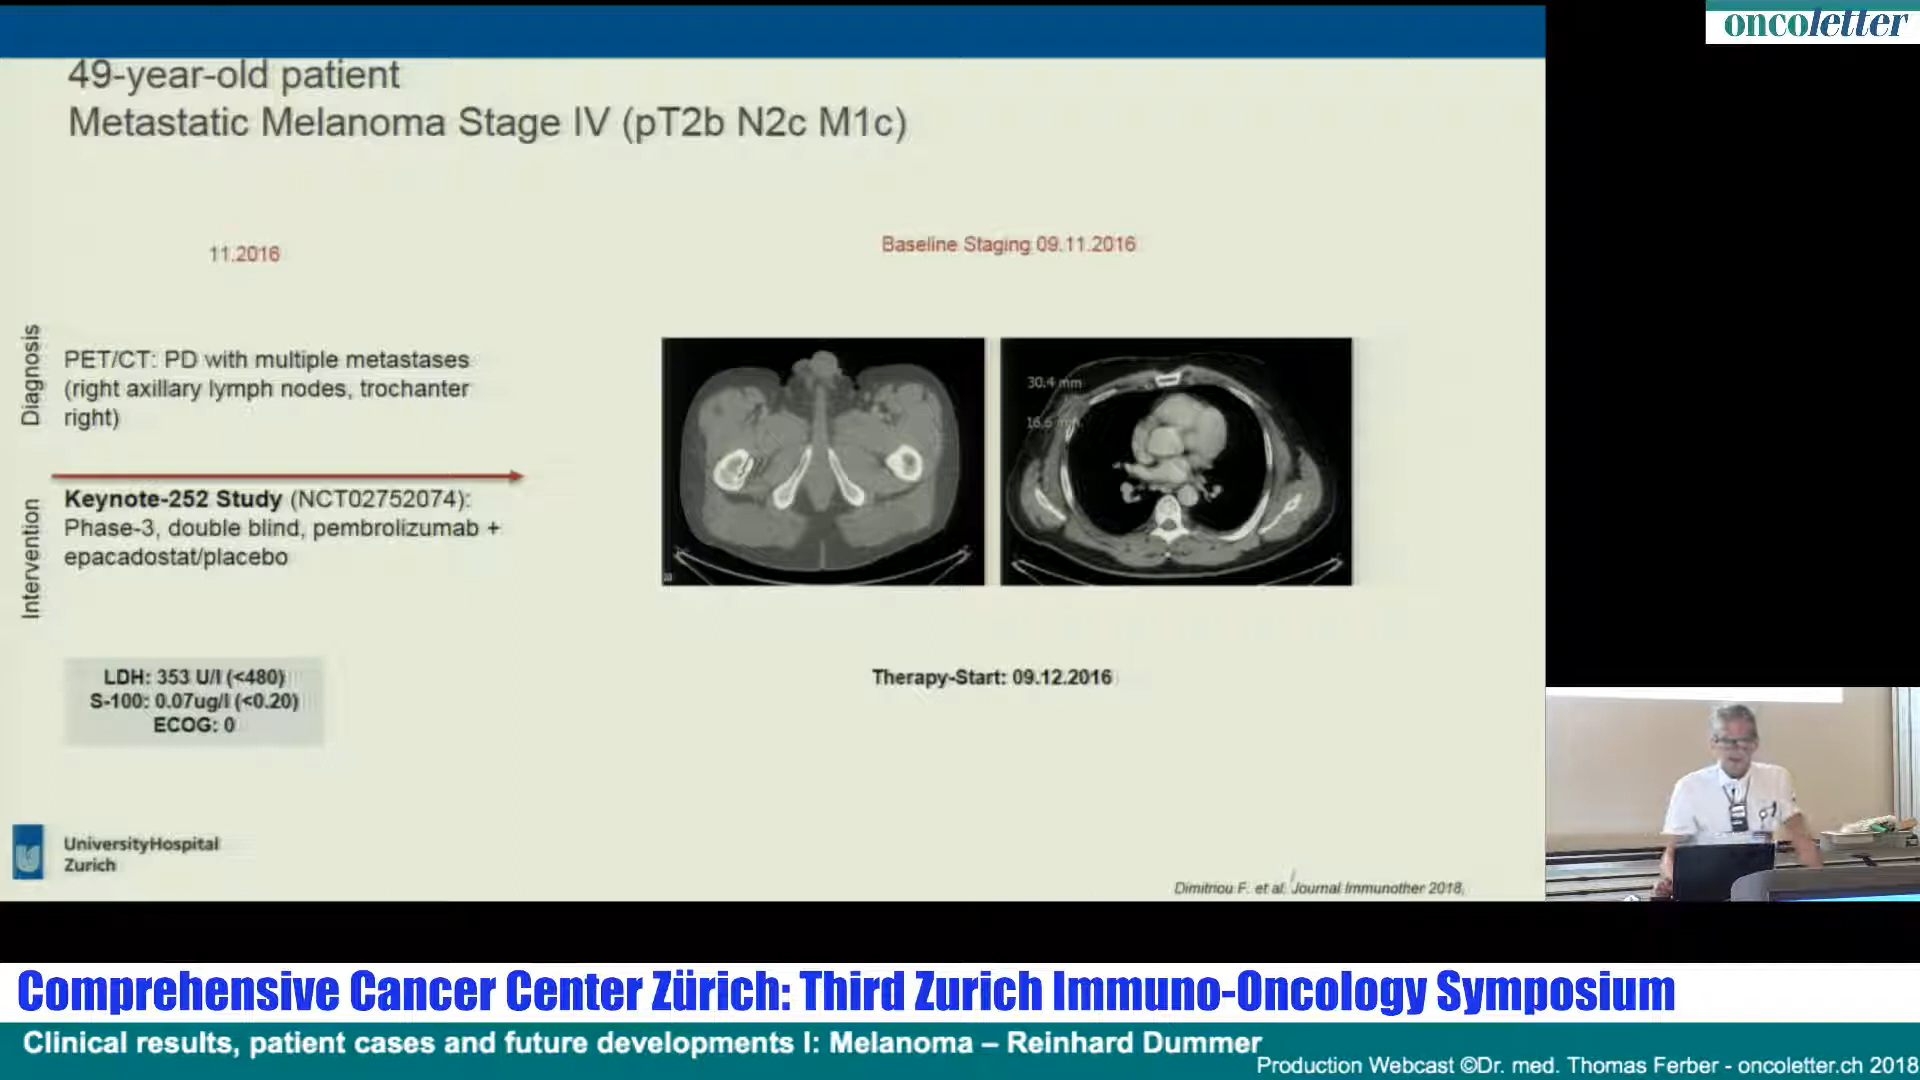 oncoletter
49-year-old patient
Metastatic Melanoma Stage IV (pT2b N2c M1c)
11.2016
Baseline Staging 09.11.2016
Diagnosis
PET/CT: PD with multiple metastases
(right axillary lymph nodes, trochanter
right)
30.4 mm
16.6 mm
Intervention
Keynote-252 Study (NCT02752074):
Phase-3, double blind, pembrolizumab +
epacadostat/placebo
LDH: 353 U/l (<480)
S-100: 0.07ug/l (<0.20)
ECOG: 0
Therapy-Start: 09.12.2016
UniversityHospital
Zurich
Dimitriou F. et al. Journal Immunother 2018,
Comprehensive Cancer Center Zürich: Third Zurich Immuno-Oncology Symposium
Clinical results, patient cases and future developments I: Melanoma – Reinhard Dummer
Production Webcast ©Dr. med. Thomas Ferber - oncoletter.ch 2018